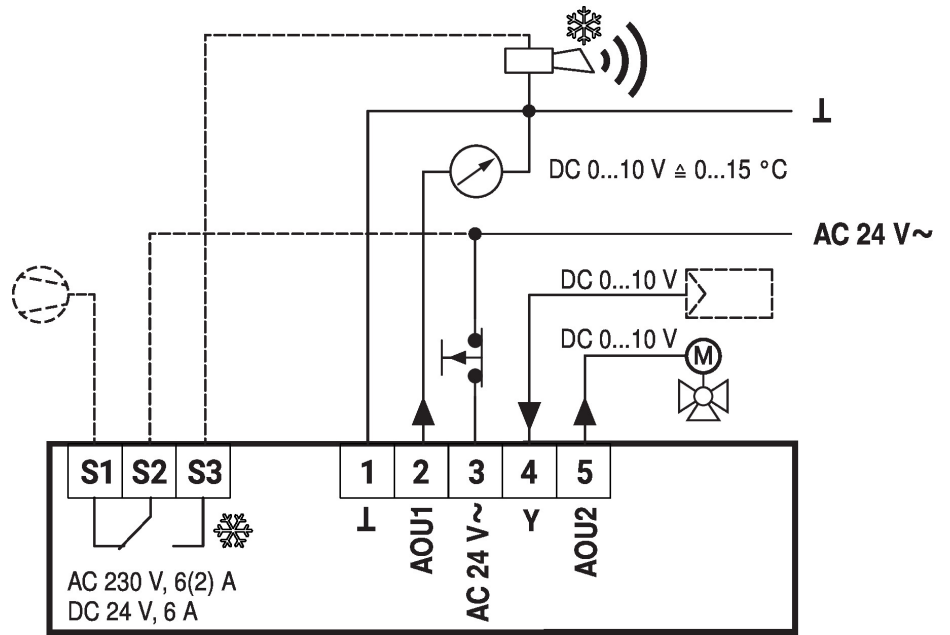 ⊥
DC 0...10 V ≙ 0...15 °C
AC 24 V~
DC 0...10 V
DC 0...10 V
M
S1 S2 S3 1 2 3 4 5
⊥ AOU1 AC 24 V~ Y AOU2
AC 230 V, 6(2) A
DC 24 V, 6 A